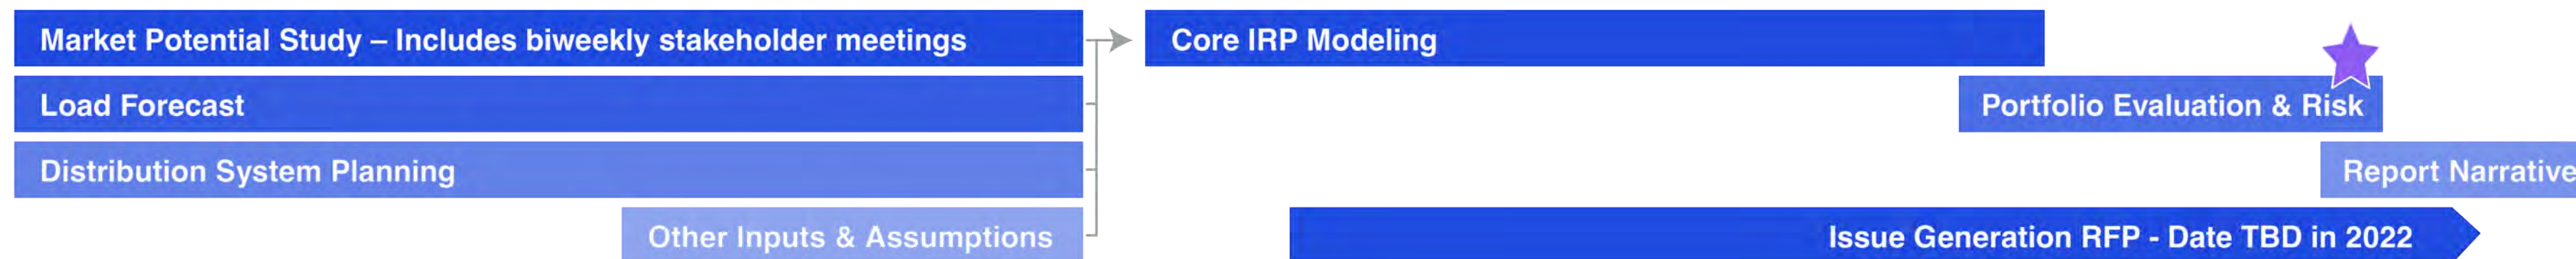 Market Potential Study – Includes biweekly stakeholder meetings
Core IRP Modeling
Load Forecast
Portfolio Evaluation & Risk
Distribution System Planning
Report Narrative
Other Inputs & Assumptions
Issue Generation RFP - Date TBD in 2022